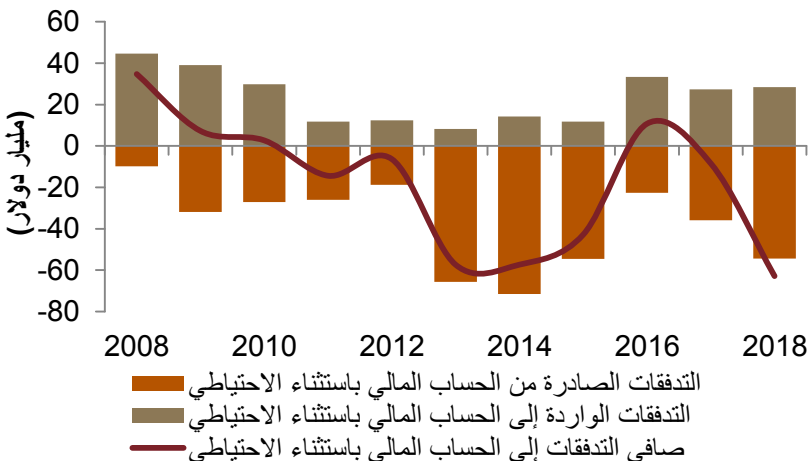 (مليار دولار)
60
40
20
0
-20
-40
-60
-80
2008 2010 2012 2014 2016 2018
التدفقات الصادرة من الحساب المالي باستثناء الاحتياطي
التدفقات الواردة إلى الحساب المالي باستثناء الاحتياطي
صافي التدفقات إلى الحساب المالي باستثناء الاحتياطي